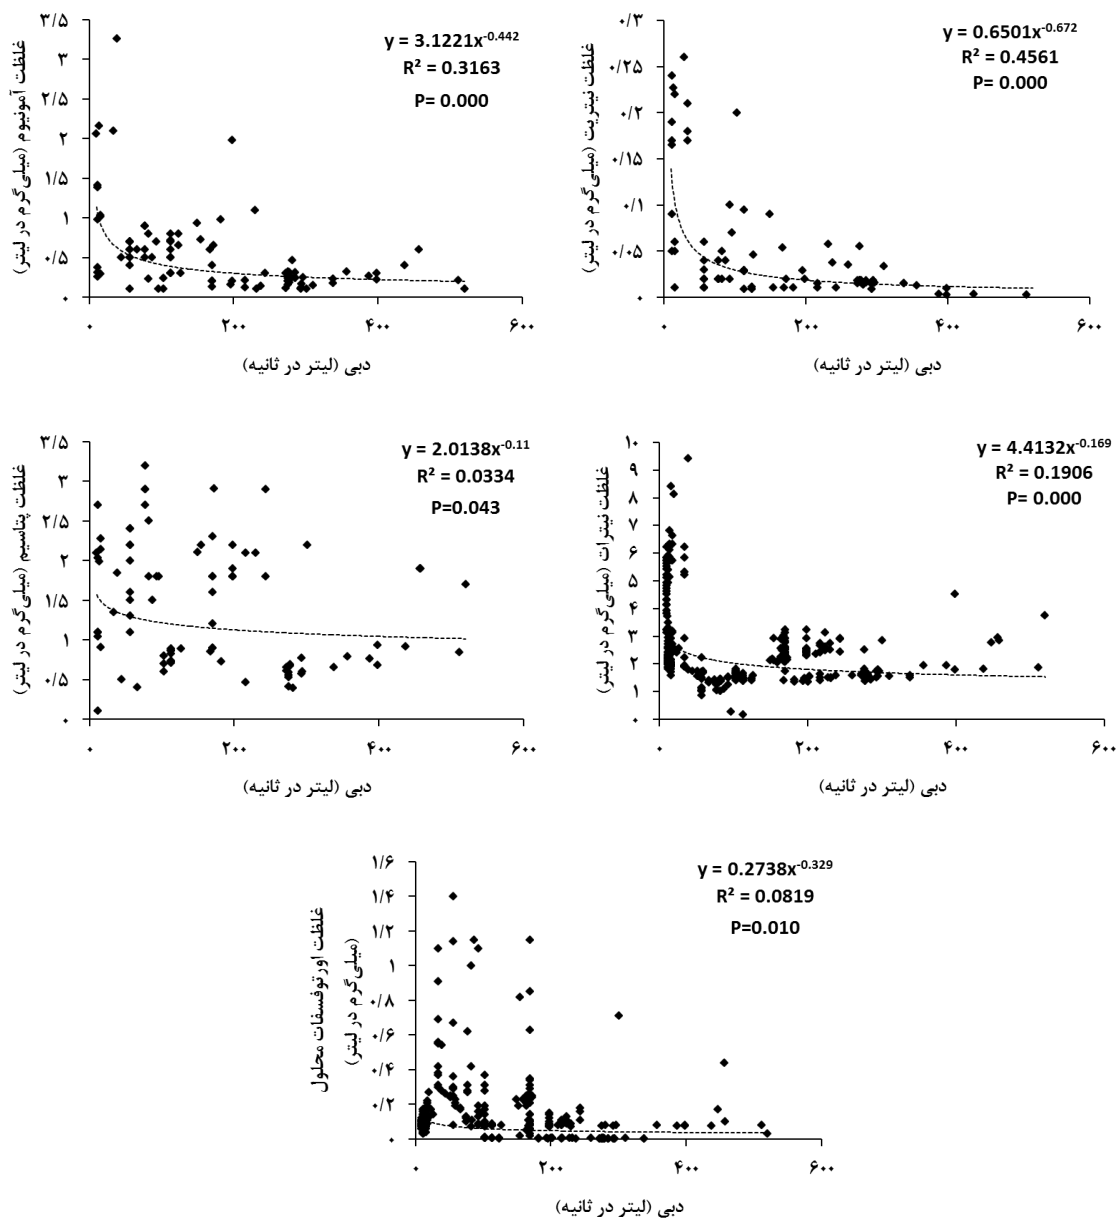 ۳/۵
۳
۲/۵
۲
۱/۵
۱
۰/۵
۰
۰
۲۰۰
۴۰۰
۶۰۰
غلظت آمونیوم (میلی‌گرم در لیتر)
دبی (لیتر در ثانیه)
y = 3.1221x^-0.442
R² = 0.3163
P= 0.000
۰/۳
۰/۲۵
۰/۲
۰/۱۵
۰/۱
۰/۰۵
۰
۰
۲۰۰
۴۰۰
۶۰۰
غلظت نیتریت (میلی‌گرم در لیتر)
دبی (لیتر در ثانیه)
y = 0.6501x^-0.672
R² = 0.4561
P= 0.000
۳/۵
۳
۲/۵
۲
۱/۵
۱
۰/۵
۰
۰
۲۰۰
۴۰۰
۶۰۰
غلظت پتاسیم (میلی‌گرم در لیتر)
دبی (لیتر در ثانیه)
y = 2.0138x^-0.11
R² = 0.0334
P=0.043
۱۰
۹
۸
۷
۶
۵
۴
۳
۲
۱
۰
۰
۲۰۰
۴۰۰
۶۰۰
غلظت نیترات (میلی‌گرم در لیتر)
دبی (لیتر در ثانیه)
y = 4.4132x^-0.169
R² = 0.1906
P= 0.000
۱/۶
۱/۴
۱/۲
۱
۰/۸
۰/۶
۰/۴
۰/۲
۰
۰
۲۰۰
۴۰۰
۶۰۰
غلظت اورتوفسفات محلول
(میلی‌گرم در لیتر)
دبی (لیتر در ثانیه)
y = 0.2738x^-0.329
R² = 0.0819
P=0.010